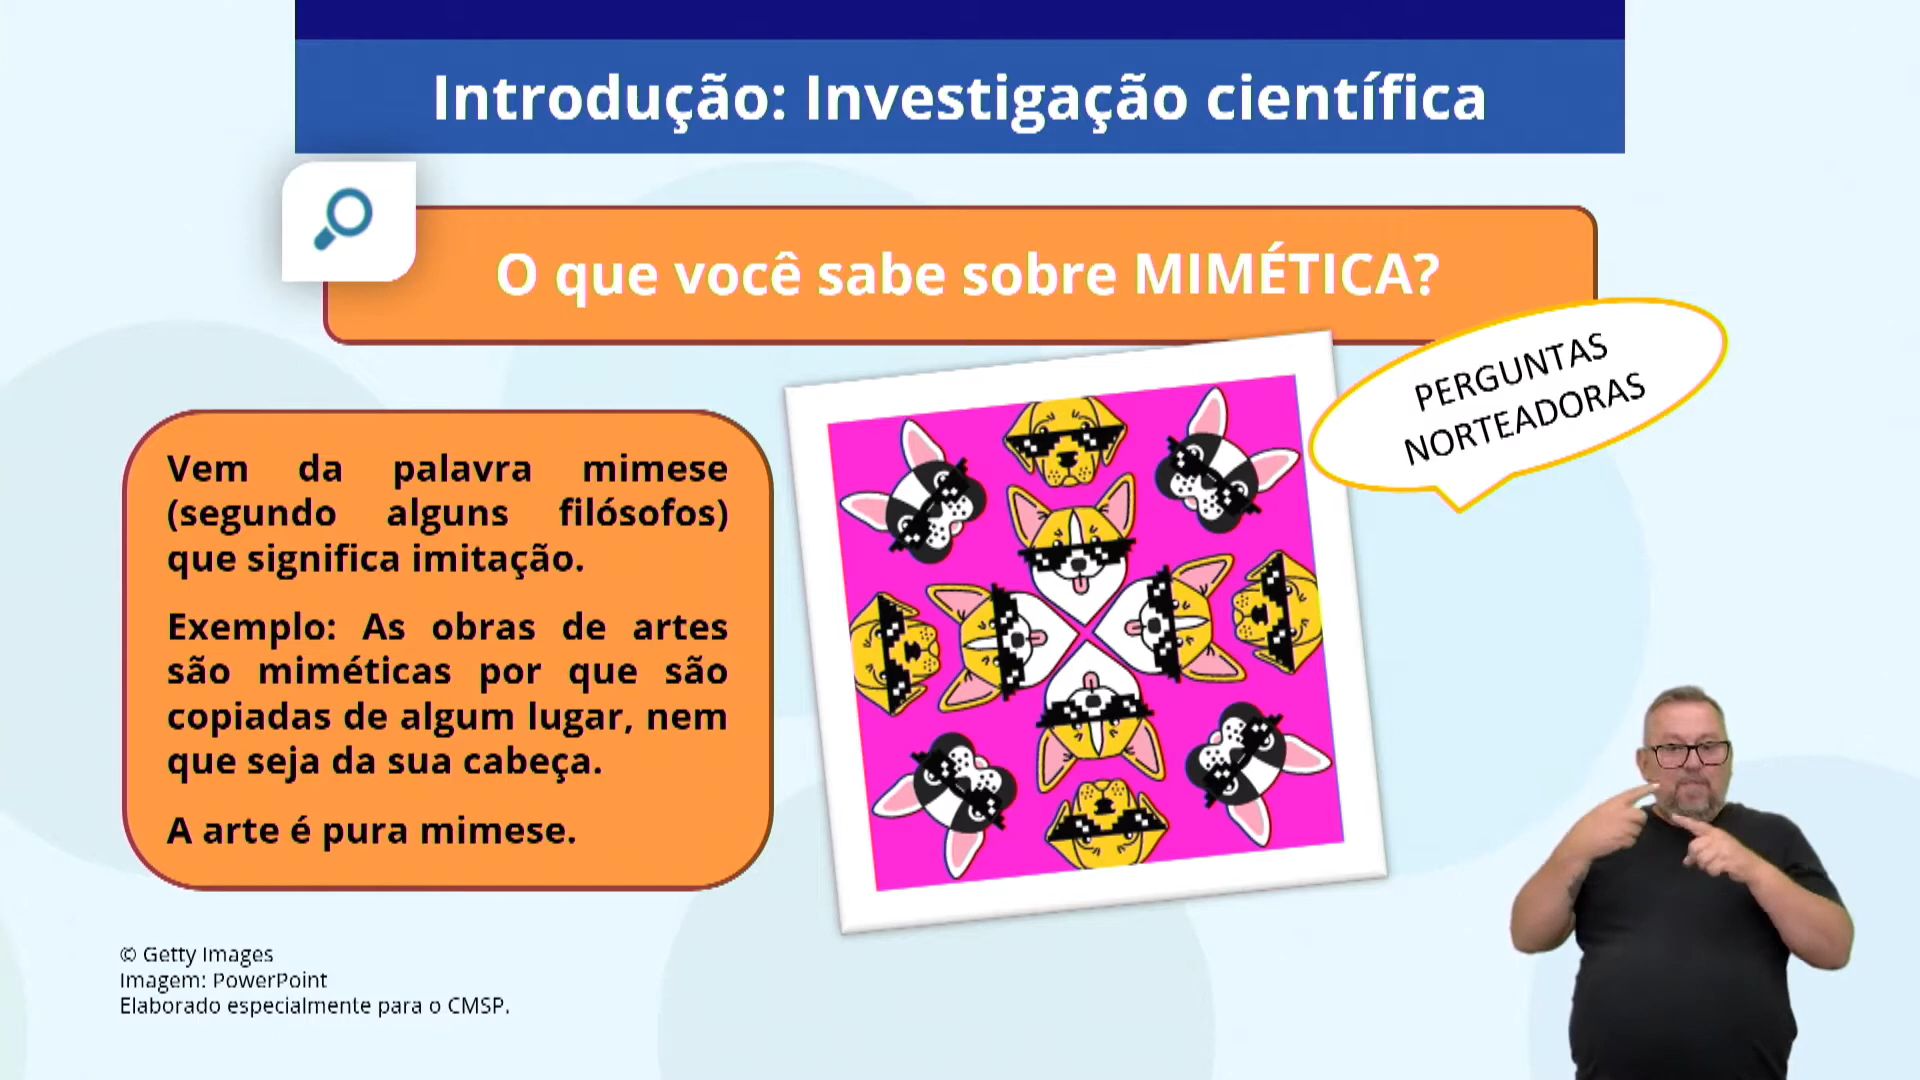 Introdução: Investigação científica
O que você sabe sobre MIMÉTICA?
PERGUNTAS
NORTEADORAS
Vem da palavra mimese
(segundo alguns filósofos)
que significa imitação.
Exemplo: As obras de artes
são miméticas por que são
copiadas de algum lugar, nem
que seja da sua cabeça.
A arte é pura mimese.
© Getty Images
Imagem: PowerPoint
Elaborado especialmente para o CMSP.